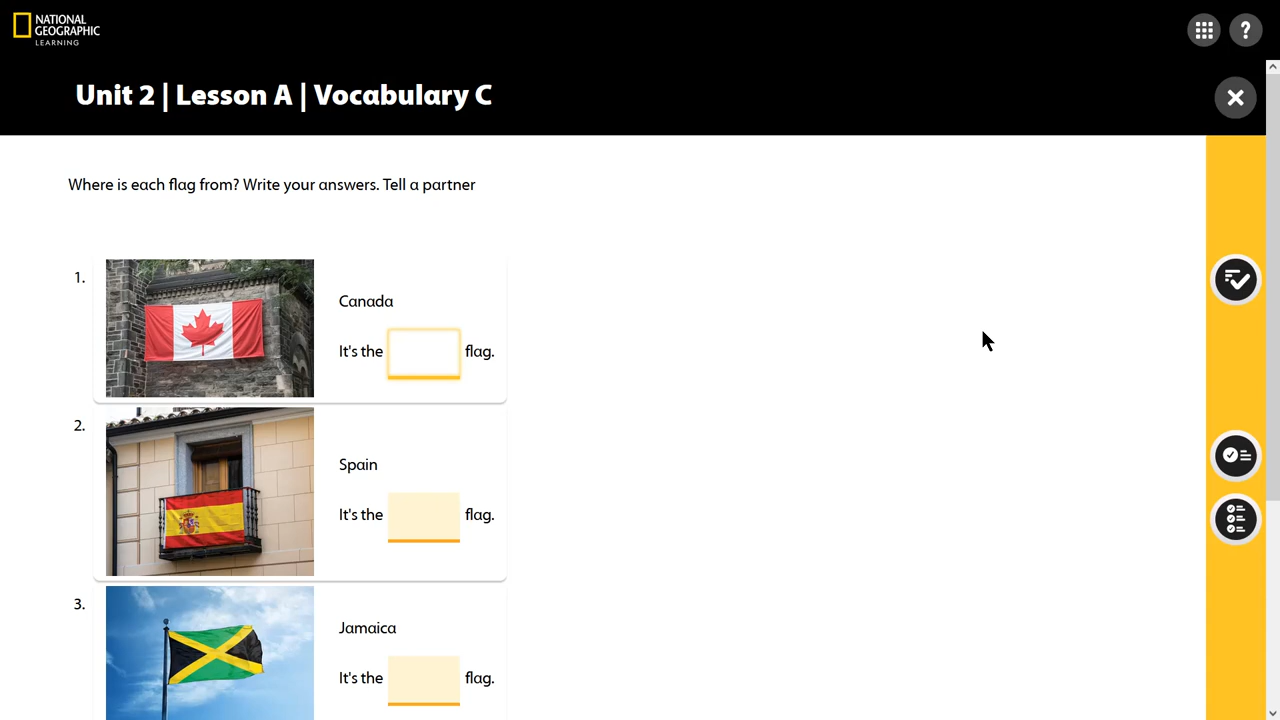 NATIONAL
GEOGRAPHIC
LEARNING
?
Unit 2 | Lesson A | Vocabulary C
Where is each flag from? Write your answers. Tell a partner
1.
Canada
It's the flag.
2.
Spain
It's the flag.
3.
Jamaica
It's the flag.